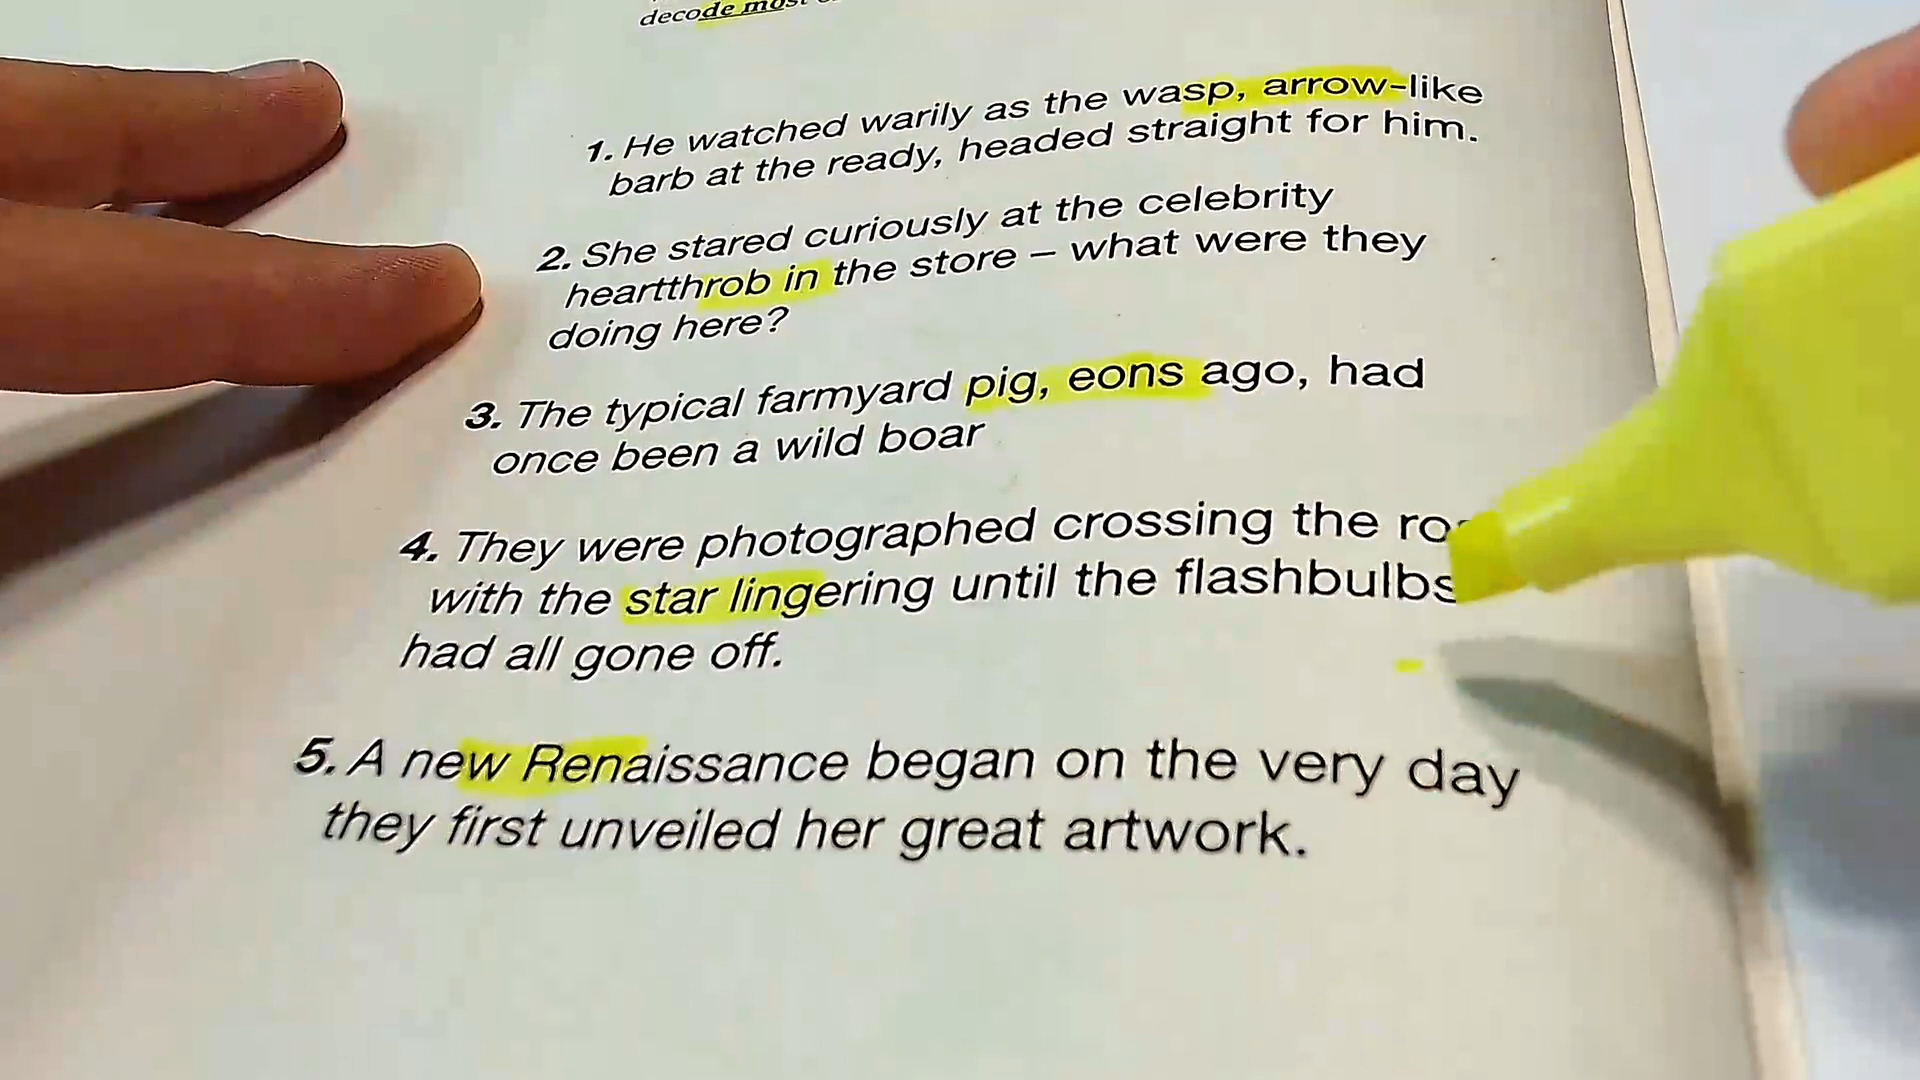 decode most
1. He watched warily as the wasp, arrow-like
barb at the ready, headed straight for him.
2. She stared curiously at the celebrity
heartthrob in the store – what were they
doing here?
3. The typical farmyard pig, eons ago, had
once been a wild boar
4. They were photographed crossing the
with the star lingering until the flashbulbs
had all gone off.
5. A new Renaissance began on the very day
they first unveiled her great artwork.